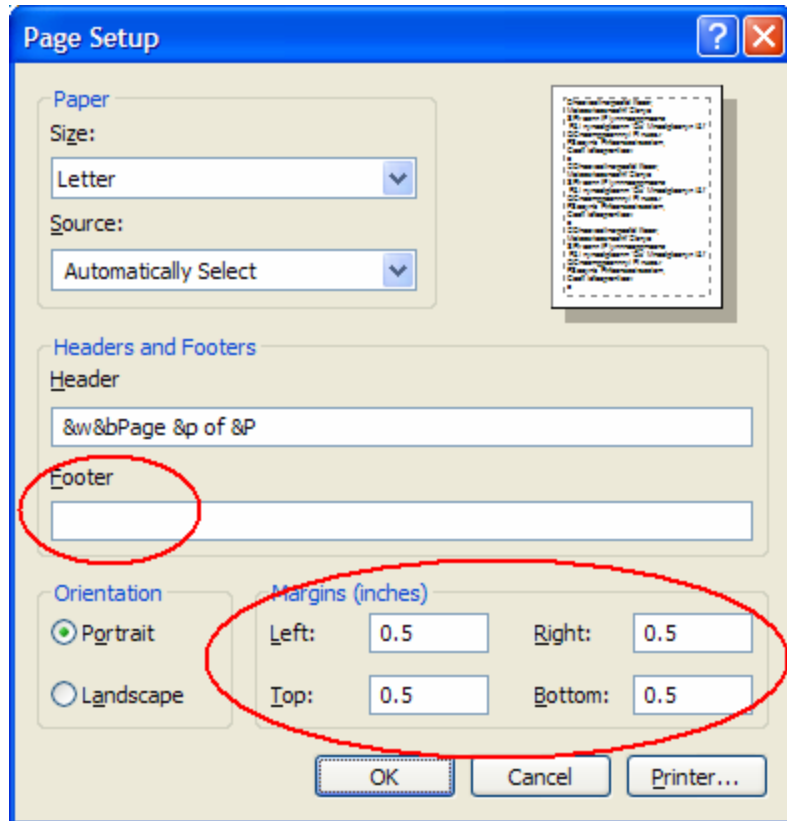 Page Setup
Paper
Size:
Letter
Source:
Automatically Select
Headers and Footers
Header
&w&bPage &p of &P
Footer
Orientation
Portrait
Landscape
Margins (inches)
Left: 0.5 Right: 0.5
Top: 0.5 Bottom: 0.5
OK Cancel Printer...